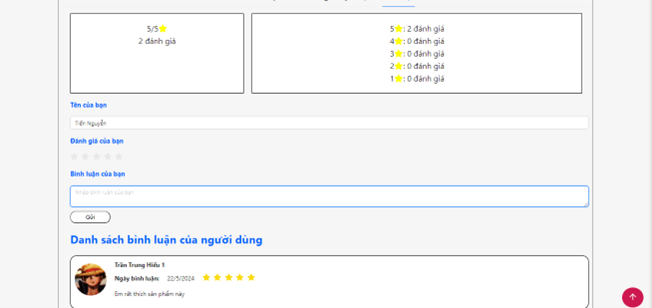 5/5
2 đánh giá
5 : 2 đánh giá
4 : 0 đánh giá
3 : 0 đánh giá
2 : 0 đánh giá
1 : 0 đánh giá
Tên của bạn
Tiến Nguyễn
Đánh giá của bạn
Bình luận của bạn
Nhập bình luận của bạn
Gửi
Danh sách bình luận của người dùng
Trần Trung Hiếu 1
Ngày bình luận: 22/5/2024
Em rất thích sản phẩm này